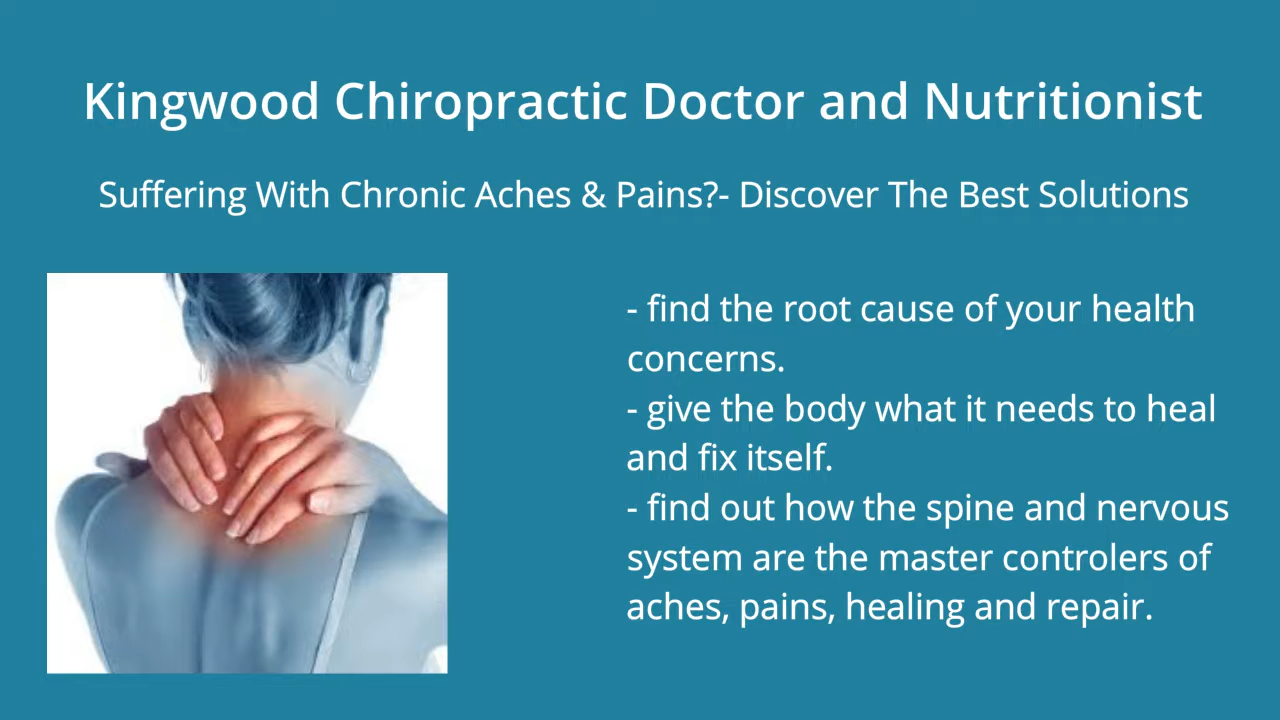 Kingwood Chiropractic Doctor and Nutritionist
Suffering With Chronic Aches & Pains?- Discover The Best Solutions
- find the root cause of your health
concerns.
- give the body what it needs to heal
and fix itself.
- find out how the spine and nervous
system are the master controlers of
aches, pains, healing and repair.